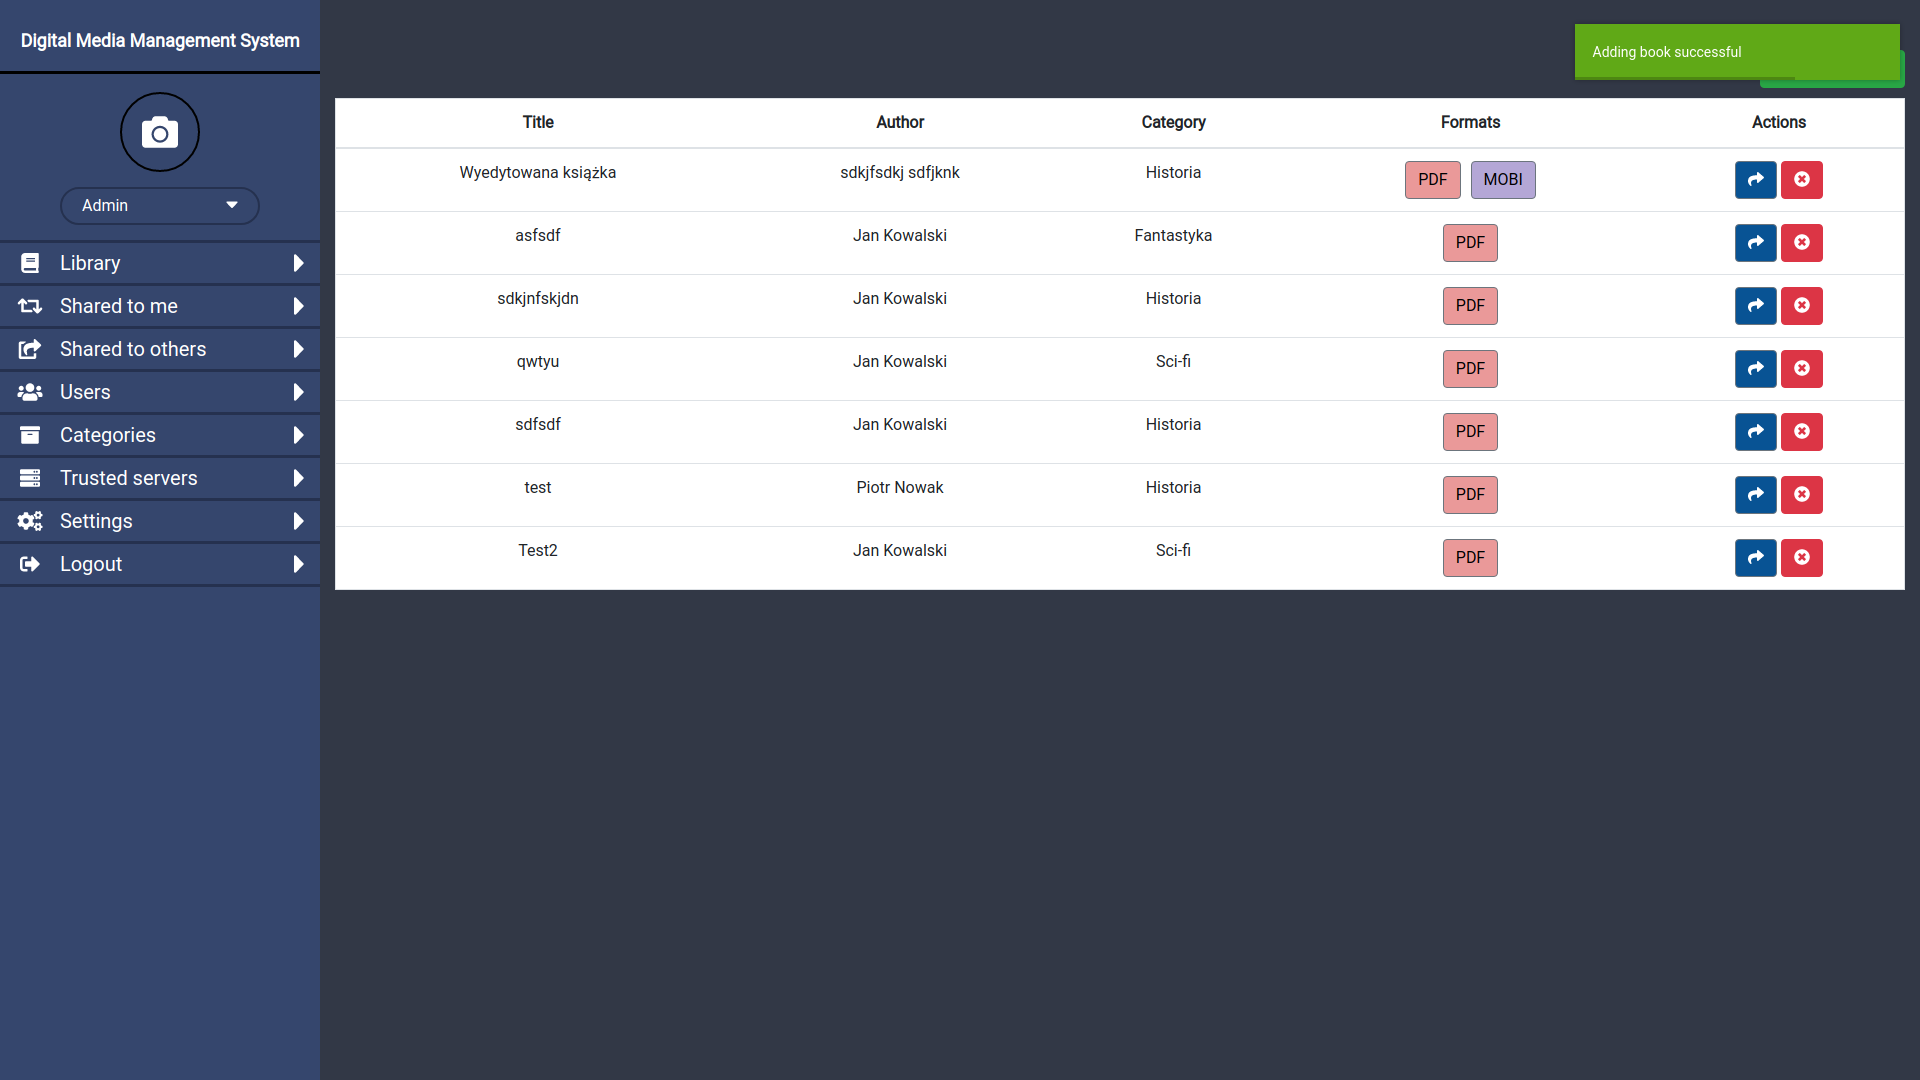 Digital Media Management System
Adding book successful
Admin
Library
Shared to me
Shared to others
Users
Categories
Trusted servers
Settings
Logout
Title Author Category Formats Actions
Wyedytowana książka sdkjfsdkj sdfjknk Historia PDF MOBI
asfsdf Jan Kowalski Fantastyka PDF
sdkjnfskjdn Jan Kowalski Historia PDF
qwtyu Jan Kowalski Sci-fi PDF
sdfsdf Jan Kowalski Historia PDF
test Piotr Nowak Historia PDF
Test2 Jan Kowalski Sci-fi PDF